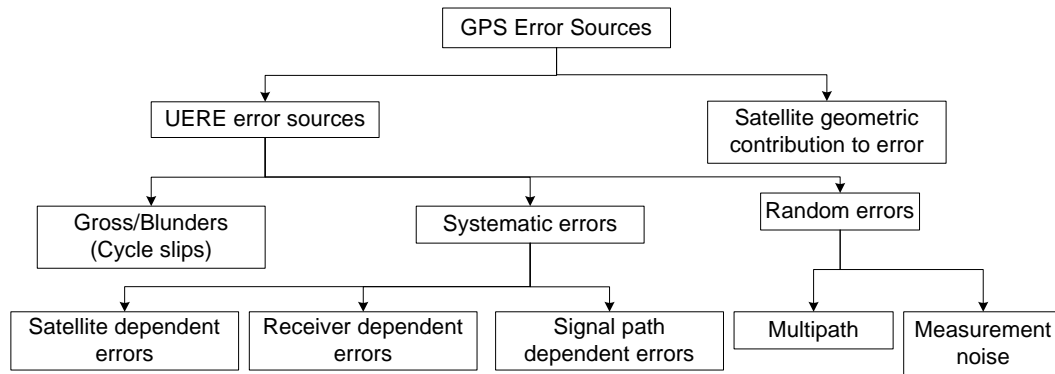 GPS Error Sources
UERE error sources
Satellite geometric
contribution to error
Gross/Blunders
(Cycle slips)
Systematic errors
Random errors
Satellite dependent
errors
Receiver dependent
errors
Signal path
dependent errors
Multipath
Measurement
noise